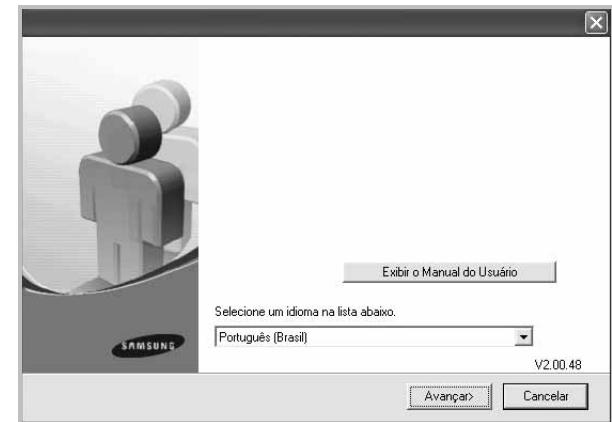 Exibir o Manual do Usuário
Selecione um idioma na lista abaixo.
Português (Brasil)
SAMSUNG
V2.00.48
Avançar>
Cancelar